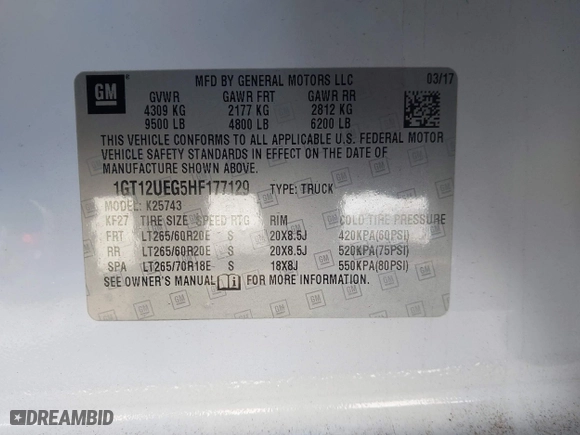 GM
MFD BY GENERAL MOTORS LLC 03/17
GVWR GAWR FRT GAWR RR
4309 KG 2177 KG 2812 KG
9500 LB 4800 LB 6200 LB
THIS VEHICLE CONFORMS TO ALL APPLICABLE U.S. FEDERAL MOTOR
VEHICLE SAFETY STANDARDS IN EFFECT ON THE DATE OF
MANUFACTURE SHOWN ABOVE.
1GT12UEG5HF177129 TYPE: TRUCK
MODEL: K25743
KF27 TIRE SIZE SPEED RTG RIM COLD TIRE PRESSURE
FRT LT265/60R20E S 20X8.5J 420KPA(60PSI)
RR LT265/60R20E S 20X8.5J 520KPA(75PSI)
SPA LT265/70R18E S 18X8J 550KPA(80PSI)
SEE OWNER'S MANUAL FOR MORE INFORMATION.
DREAMBID